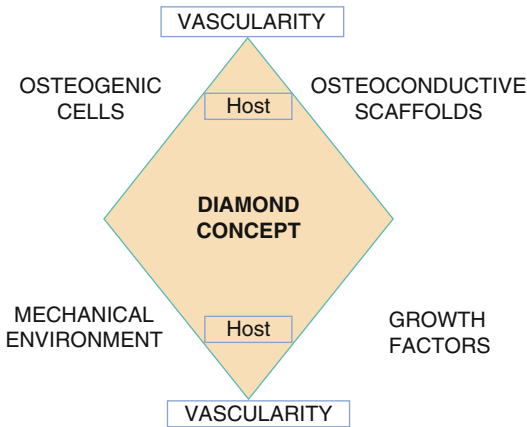 VASCULARITY
OSTEOGENIC
CELLS
OSTEOCONDUCTIVE
SCAFFOLDS
Host
DIAMOND
CONCEPT
MECHANICAL
ENVIRONMENT
Host
GROWTH
FACTORS
VASCULARITY